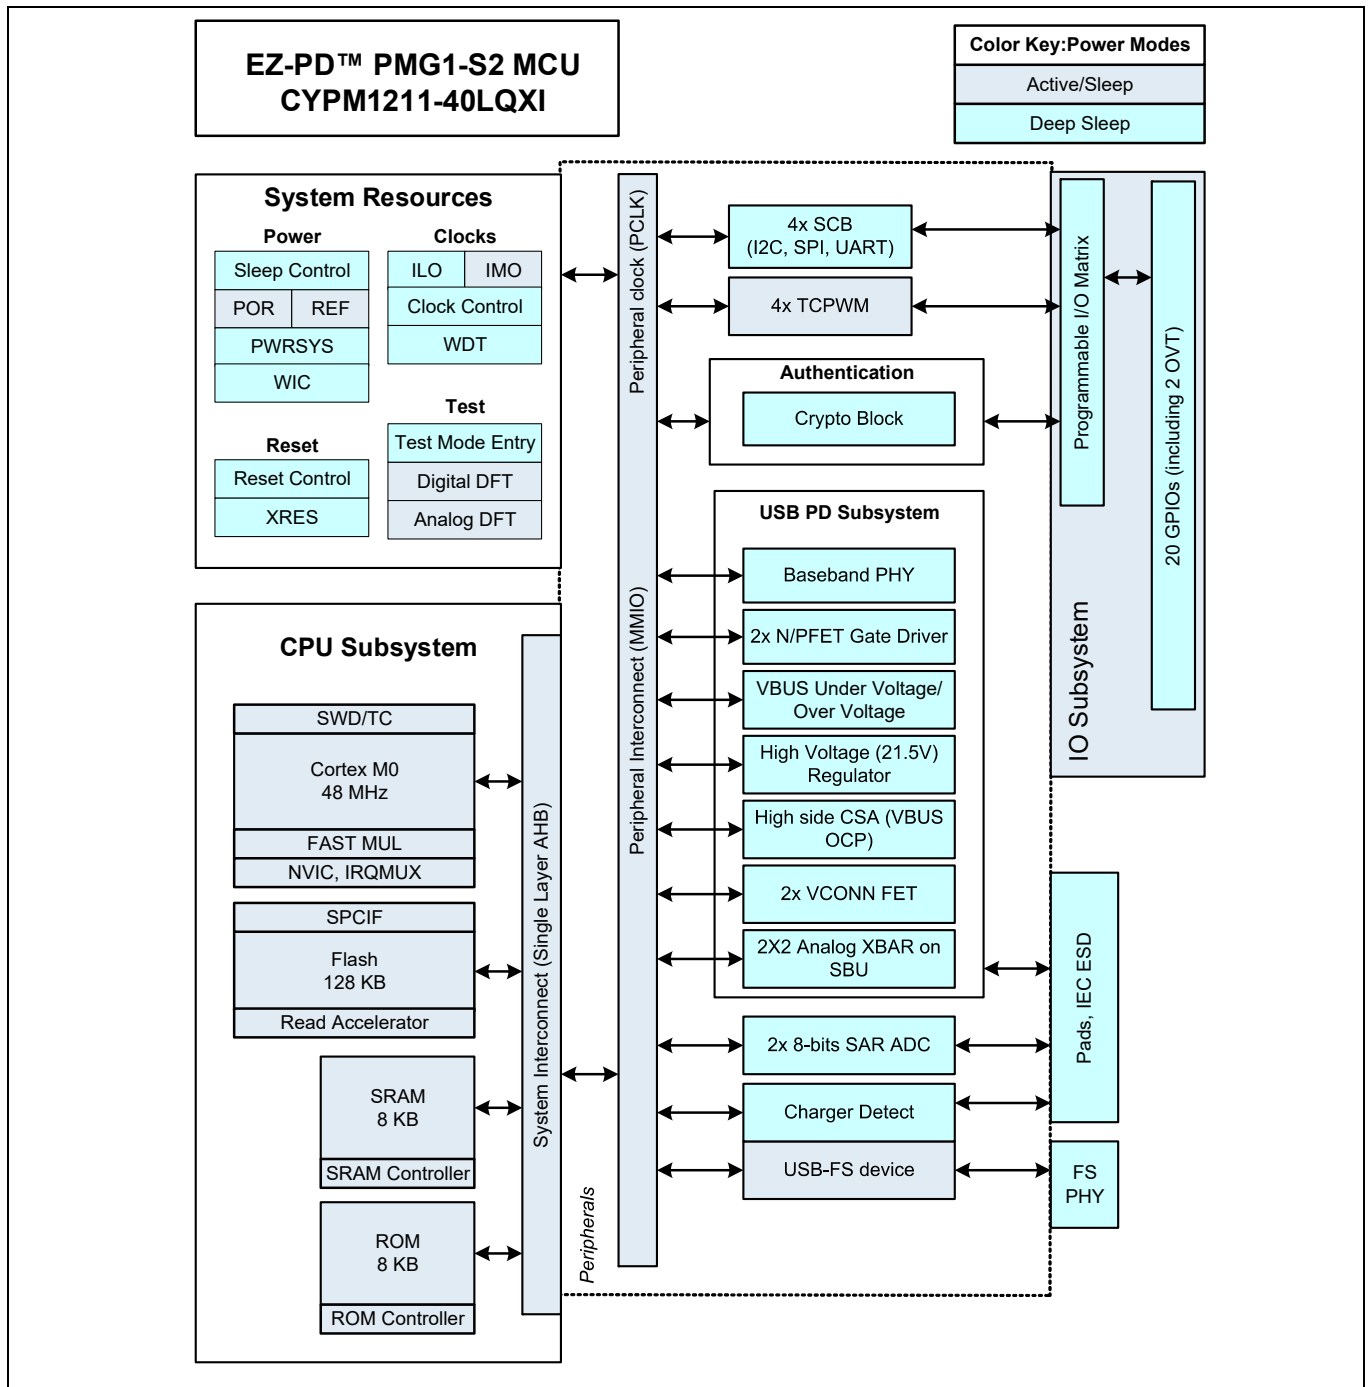 EZ-PD™ PMG1-S2 MCU
CYPM1211-40LQXI
Color Key:Power Modes
Active/Sleep
Deep Sleep
System Resources
Power
Sleep Control
POR
REF
PWRSYS
WIC
Clocks
ILO
IMO
Clock Control
WDT
Reset
Reset Control
XRES
Test
Test Mode Entry
Digital DFT
Analog DFT
CPU Subsystem
SWD/TC
Cortex M0
48 MHz
FAST MUL
NVIC, IRQMUX
SPCIF
Flash
128 KB
Read Accelerator
SRAM
8 KB
SRAM Controller
ROM
8 KB
ROM Controller
System Interconnect (Single Layer AHB)
Peripherals
Peripheral clock (PCLK)
Peripheral Interconnect (MMIO)
4x SCB
(I2C, SPI, UART)
4x TCPWM
Authentication
Crypto Block
USB PD Subsystem
Baseband PHY
2x N/PFET Gate Driver
VBUS Under Voltage/
Over Voltage
High Voltage (21.5V)
Regulator
High side CSA (VBUS
OCP)
2x VCONN FET
2X2 Analog XBAR on
SBU
2x 8-bits SAR ADC
Charger Detect
USB-FS device
Programmable I/O Matrix
20 GPIOs (including 2 OVT)
IO Subsystem
Pads, IEC ESD
FS
PHY